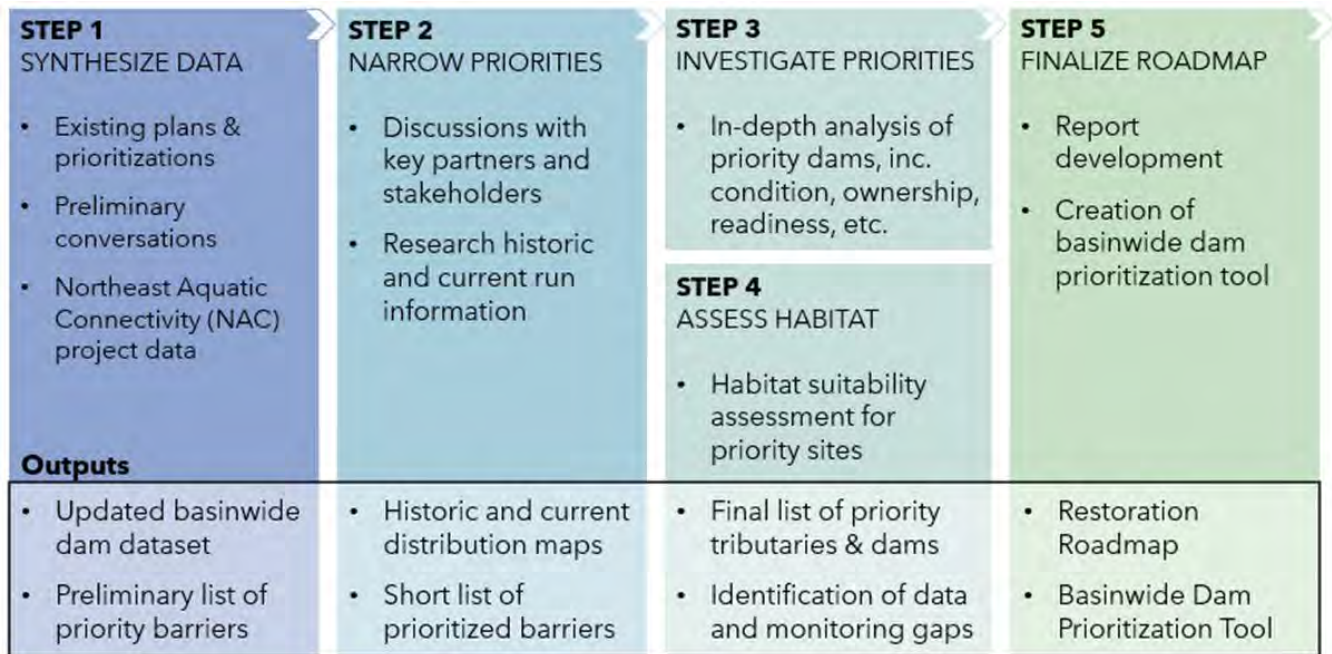 STEP 1
SYNTHESIZE DATA
• Existing plans &
prioritizations
• Preliminary
conversations
• Northeast Aquatic
Connectivity (NAC)
project data
Outputs
• Updated basinwide
dam dataset
• Preliminary list of
priority barriers
STEP 2
NARROW PRIORITIES
• Discussions with
key partners and
stakeholders
• Research historic
and current run
information
• Historic and current
distribution maps
• Short list of
prioritized barriers
STEP 3
INVESTIGATE PRIORITIES
• In-depth analysis of
priority dams, inc.
condition, ownership,
readiness, etc.
STEP 4
ASSESS HABITAT
• Habitat suitability
assessment for
priority sites
• Final list of priority
tributaries & dams
• Identification of data
and monitoring gaps
STEP 5
FINALIZE ROADMAP
• Report
development
• Creation of
basinwide dam
prioritization tool
• Restoration
Roadmap
• Basinwide Dam
Prioritization Tool